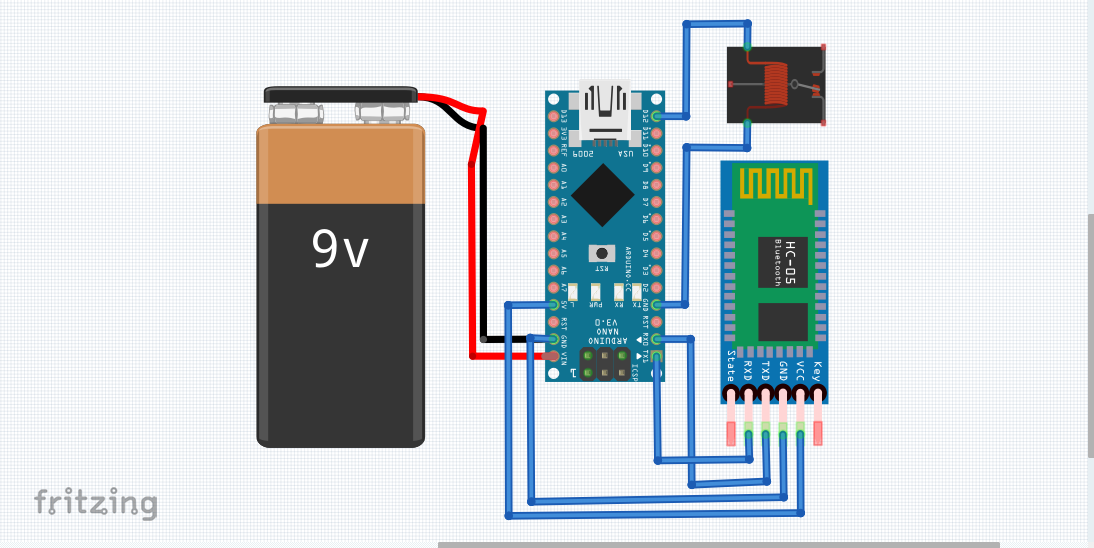 9v
D13
3V3
REF
A0
A1
A2
A3
A4
A5
A6
A7
5V
RST
GND
VIN
D12
D11
D10
D9
D8
D7
D6
D5
D4
D3
D2
GND
RST
RXD
TX1
2009
USA
RST
ARDUINO.CC
L
PWR
RX
TX
ARDUINO
NANO
V3.0
ICSP
1
HC-05
Bluetooth
State
RXD
TXD
GND
VCC
Key
fritzing